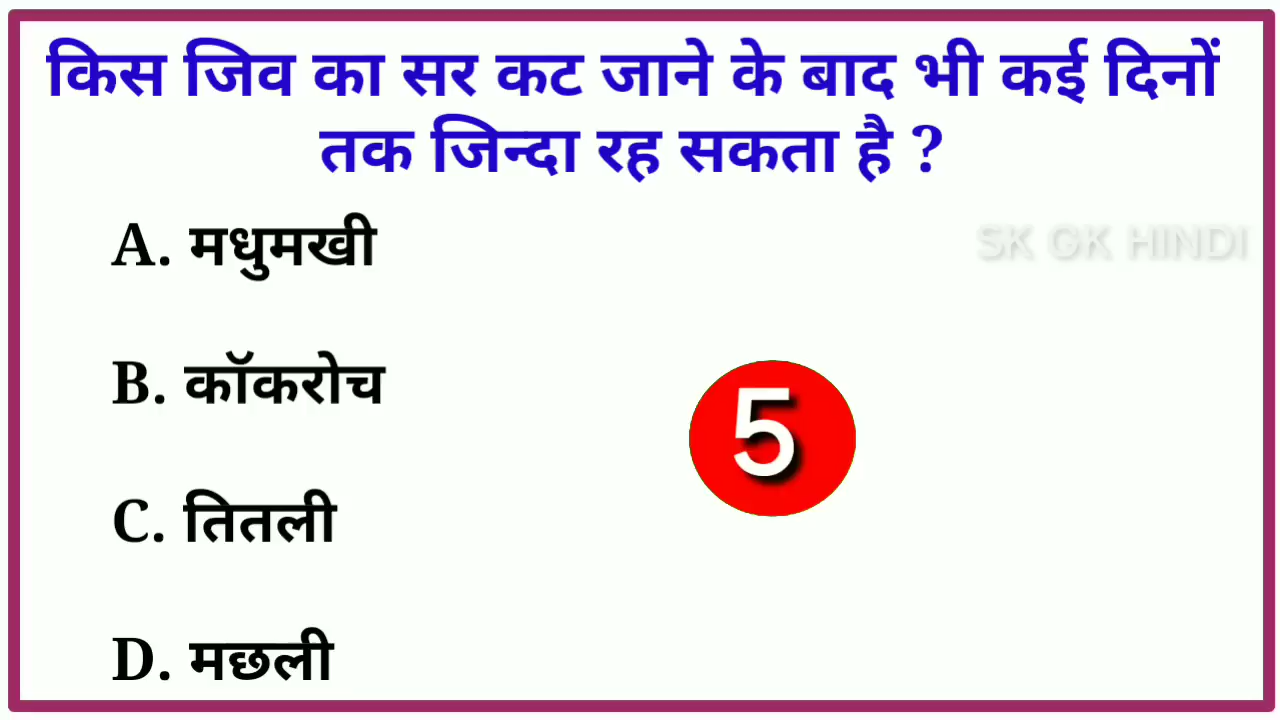 किस जिव का सर कट जाने के बाद भी कई दिनों
तक जिन्दा रह सकता है ?
A. मधुमखी
SK GK HINDI
B. कॉकरोच
5
C. तितली
D. मछली